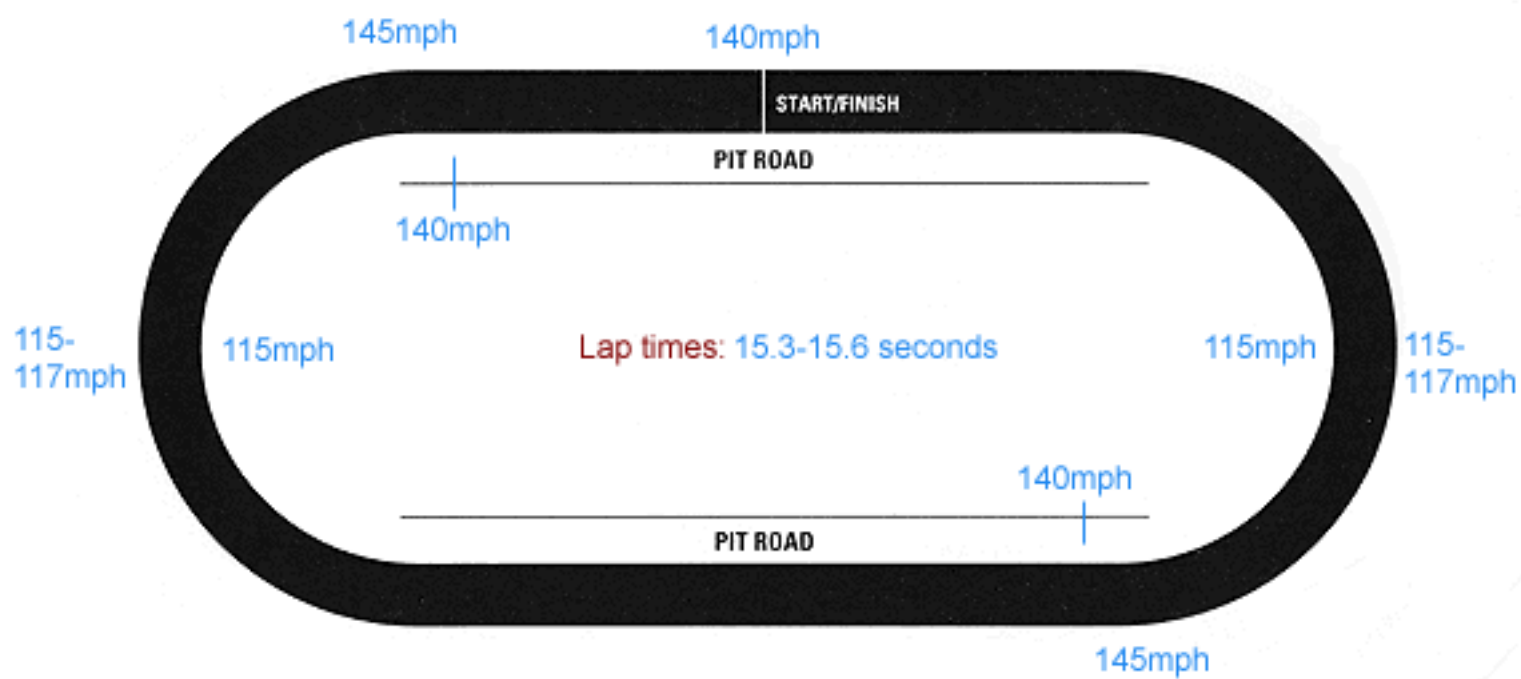 145mph
140mph
START/FINISH
PIT ROAD
140mph
115-
117mph
115mph
Lap times: 15.3-15.6 seconds
115mph
115-
117mph
140mph
PIT ROAD
145mph